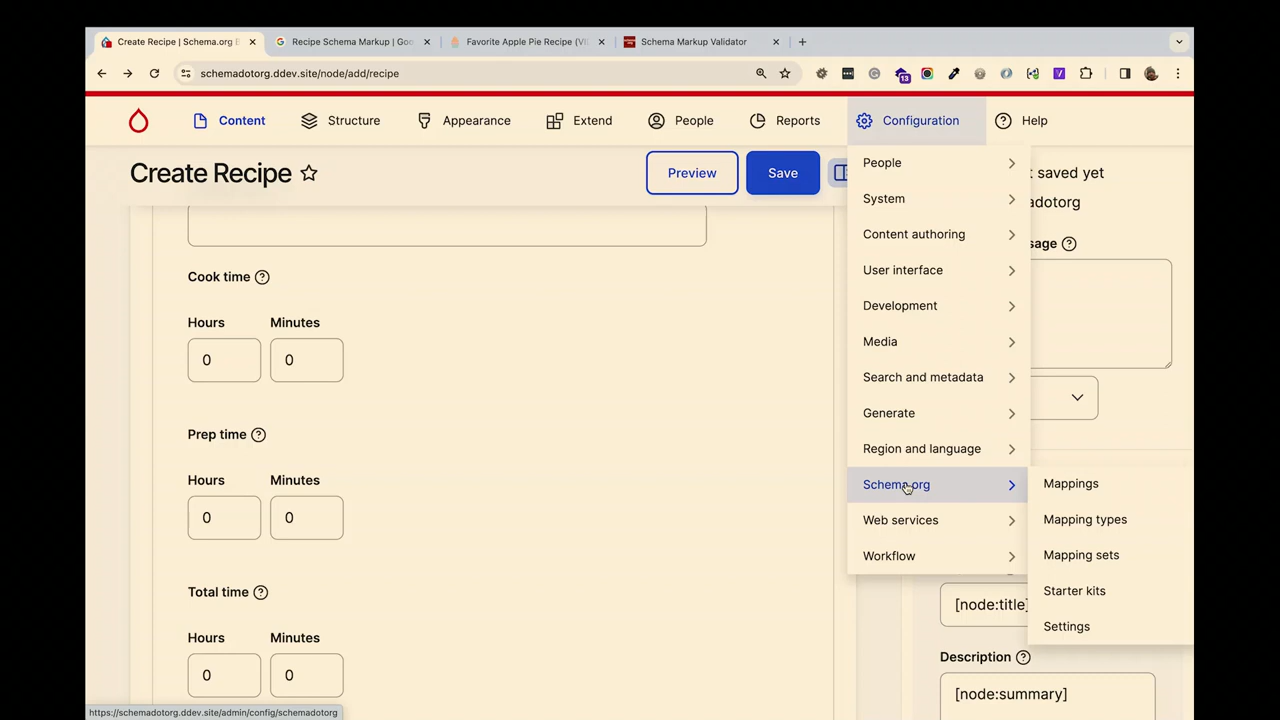 Create Recipe | Schema.org B
Recipe Schema Markup | Goo
Favorite Apple Pie Recipe (VI
Schema Markup Validator
schemadotorg.ddev.site/node/add/recipe
13
Content
Structure
Appearance
Extend
People
Reports
Configuration
Help
Create Recipe
Preview
Save
Cook time
Hours
Minutes
0
0
Prep time
Hours
Minutes
0
0
Total time
Hours
Minutes
0
0
People
System
Content authoring
User interface
Development
Media
Search and metadata
Generate
Region and language
Schema.org
Web services
Workflow
Mappings
Mapping types
Mapping sets
Starter kits
Settings
t saved yet
adotorg
sage
[node:title]
Description
[node:summary]
https://schemadotorg.ddev.site/admin/config/schemadotorg